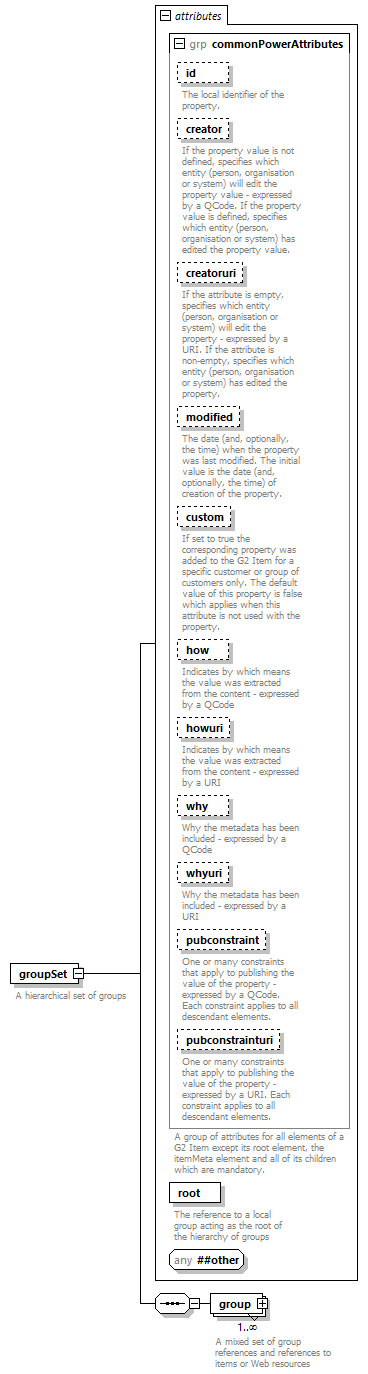 attributes
grp commonPowerAttributes
id
The local identifier of the
property.
creator
If the property value is not
defined, specifies which
entity (person, organisation
or system) will edit the
property value - expressed
by a QCode. If the property
value is defined, specifies
which entity (person,
organisation or system) has
edited the property value.
creatoruri
If the attribute is empty,
specifies which entity
(person, organisation or
system) will edit the
property - expressed by a
URI. If the attribute is
non-empty, specifies which
entity (person, organisation
or system) has edited the
property.
modified
The date (and, optionally,
the time) when the property
was last modified. The initial
value is the date (and,
optionally, the time) of
creation of the property.
custom
If set to true the
corresponding property was
added to the G2 Item for a
specific customer or group of
customers only. The default
value of this property is false
which applies when this
attribute is not used with the
property.
how
Indicates by which means
the value was extracted
from the content - expressed
by a QCode
howuri
Indicates by which means
the value was extracted
from the content - expressed
by a URI
why
Why the metadata has been
included - expressed by a
QCode
whyuri
Why the metadata has been
included - expressed by a
URI
pubconstraint
One or many constraints
that apply to publishing the
value of the property -
expressed by a QCode.
Each constraint applies to all
descendant elements.
pubconstrainturi
One or many constraints
that apply to publishing the
value of the property -
expressed by a URI. Each
constraint applies to all
descendant elements.
A group of attributes for all elements of a
G2 Item except its root element, the
itemMeta element and all of its children
which are mandatory.
root
The reference to a local
group acting as the root of
the hierarchy of groups
any ##other
groupSet
A hierarchical set of groups
group
1..∞
A mixed set of group
references and references to
items or Web resources